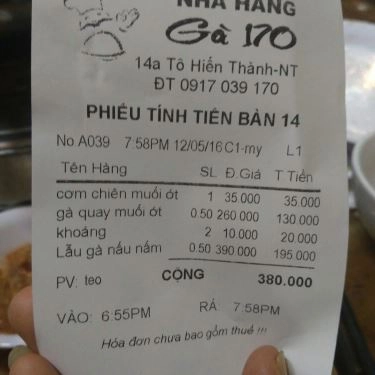 NHÀ HÀNG
Gà 170
14a Tô Hiến Thành-NT
ĐT 0917 039 170
PHIẾU TÍNH TIỀN BÀN 14
No A039 7:58PM 12/05/16 C1-my L1
Tên Hàng SL Đ.Giá T.Tiền
cơm chiên muối ớt 1 35.000 35.000
gà quay muối ớt 0.50 260.000 130.000
khoáng 2 10.000 20.000
Lẫu gà nấu nấm 0.50 390.000 195.000
PV: teo CỘNG 380.000
VÀO: 6:55PM RA: 7:58PM
Hóa đơn chưa bao gồm thuế !!!